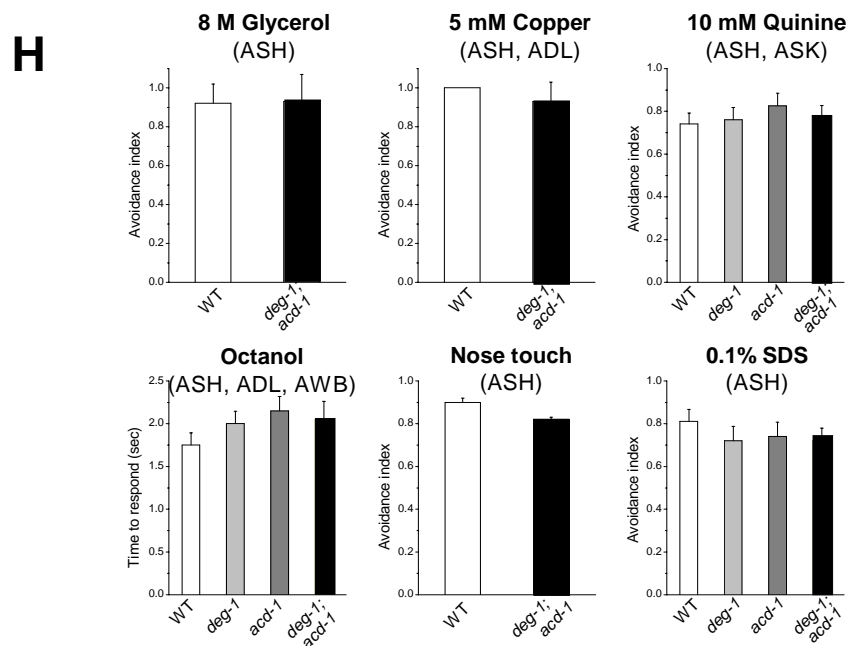 H
8 M Glycerol
(ASH)
Avoidance index
1.0
0.8
0.6
0.4
0.2
0.0
WT
deg-1;
acd-1
5 mM Copper
(ASH, ADL)
Avoidance index
1.0
0.8
0.6
0.4
0.2
0.0
WT
deg-1;
acd-1
10 mM Quinine
(ASH, ASK)
Avoidance index
1.0
0.8
0.6
0.4
0.2
0.0
WT
deg-1
acd-1
deg-1;
acd-1
Octanol
(ASH, ADL, AWB)
Time to respond (sec)
2.5
2.0
1.5
1.0
0.5
0.0
WT
deg-1
acd-1
deg-1;
acd-1
Nose touch
(ASH)
Avoidance index
1.0
0.8
0.6
0.4
0.2
0.0
WT
deg-1;
acd-1
0.1% SDS
(ASH)
Avoidance index
1.0
0.8
0.6
0.4
0.2
0.0
WT
deg-1
acd-1
deg-1;
acd-1